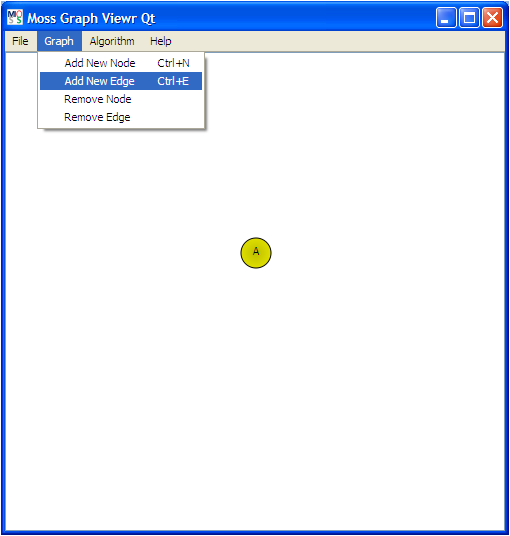 MOSS Moss Graph Viewr Qt
File Graph Algorithm Help
Add New Node Ctrl+N
Add New Edge Ctrl+E
Remove Node
Remove Edge
A